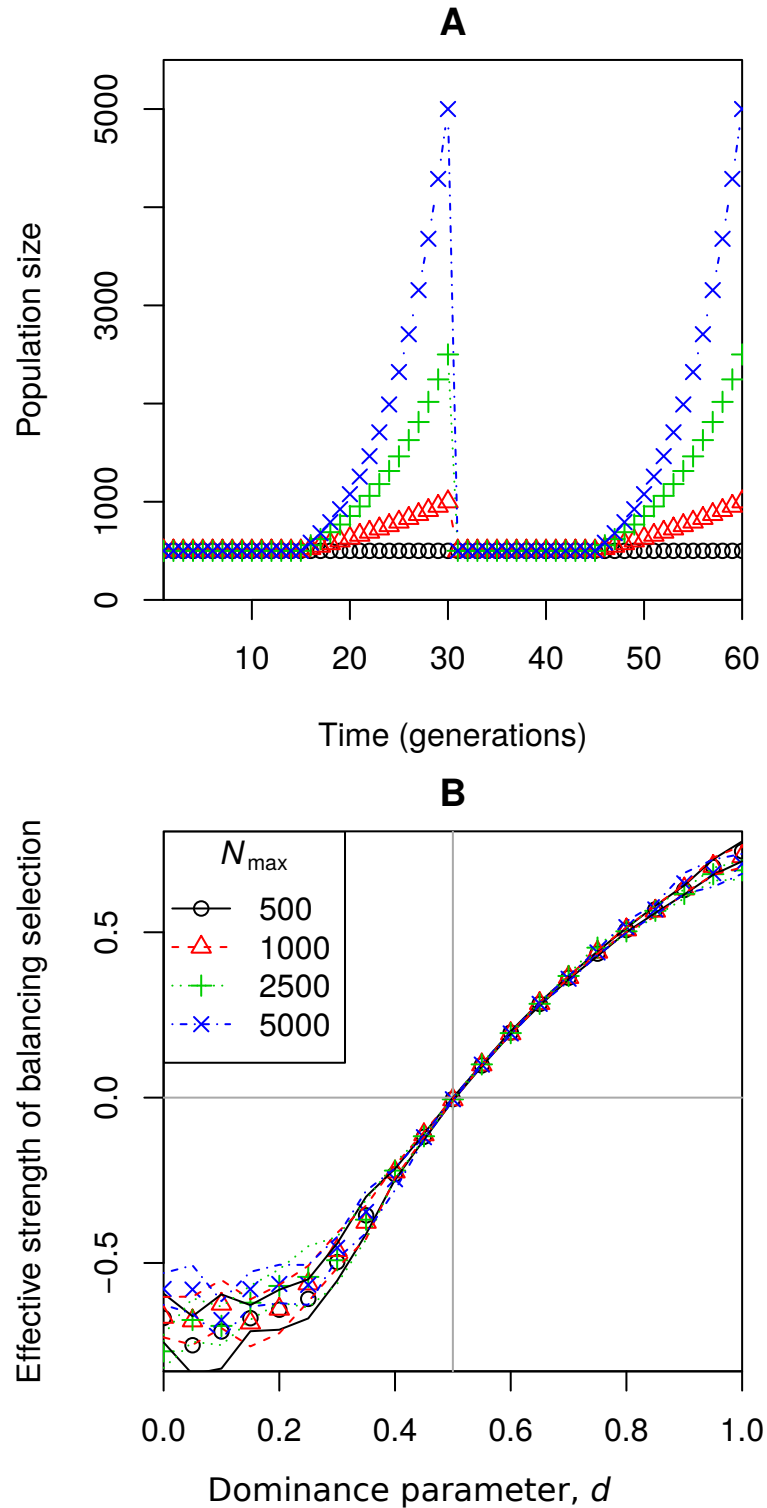 A
Population size
5000
3000
1000
0
10 20 30 40 50 60
Time (generations)
B
Effective strength of balancing selection
N max
500
1000
2500
5000
0.5
0.0
−0.5
0.0 0.2 0.4 0.6 0.8 1.0
Dominance parameter, d